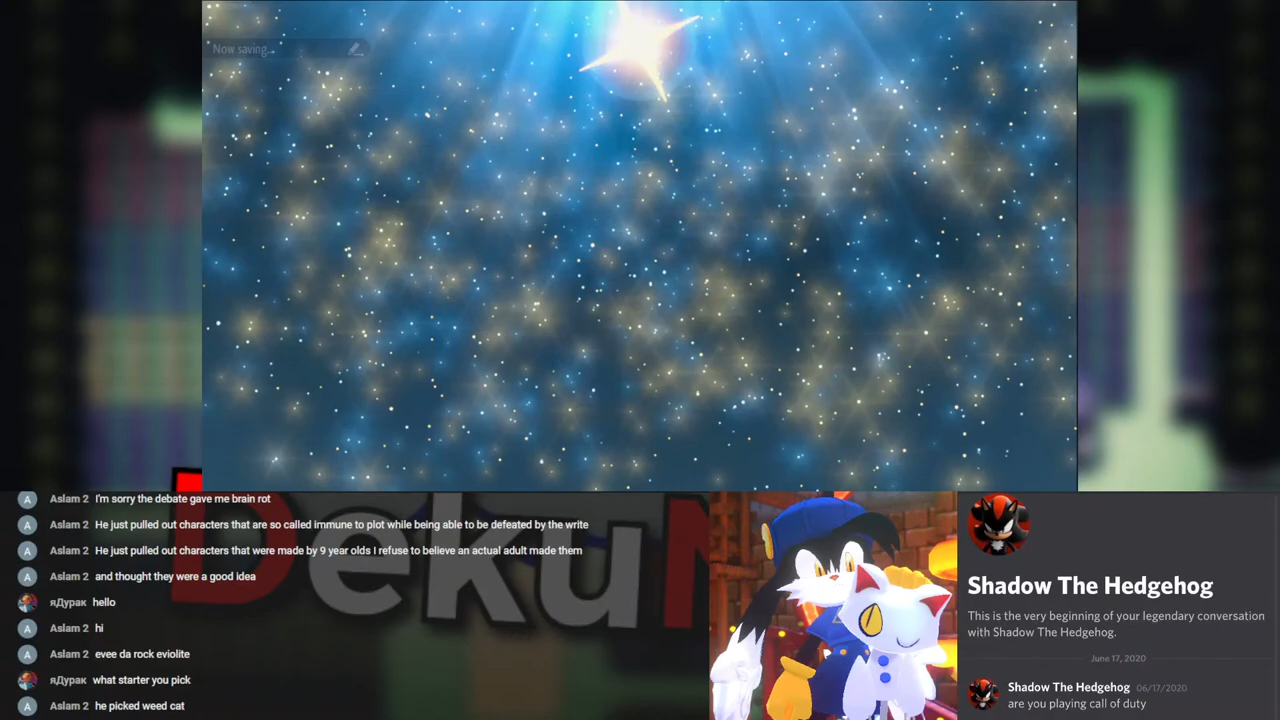 Now saving...
Aslam 2 I'm sorry the debate gave me brain rot
Aslam 2 He just pulled out characters that are so called immune to plot while being able to be defeated by the write
Aslam 2 He just pulled out characters that were made by 9 year olds I refuse to believe an actual adult made them
Aslam 2 and thought they were a good idea
яДурак hello
Aslam 2 hi
Aslam 2 evee da rock eviolite
яДурак what starter you pick
Aslam 2 he picked weed cat
Deku
Shadow The Hedgehog
This is the very beginning of your legendary conversation
with Shadow The Hedgehog.
June 17, 2020
Shadow The Hedgehog 06/17/2020
are you playing call of duty